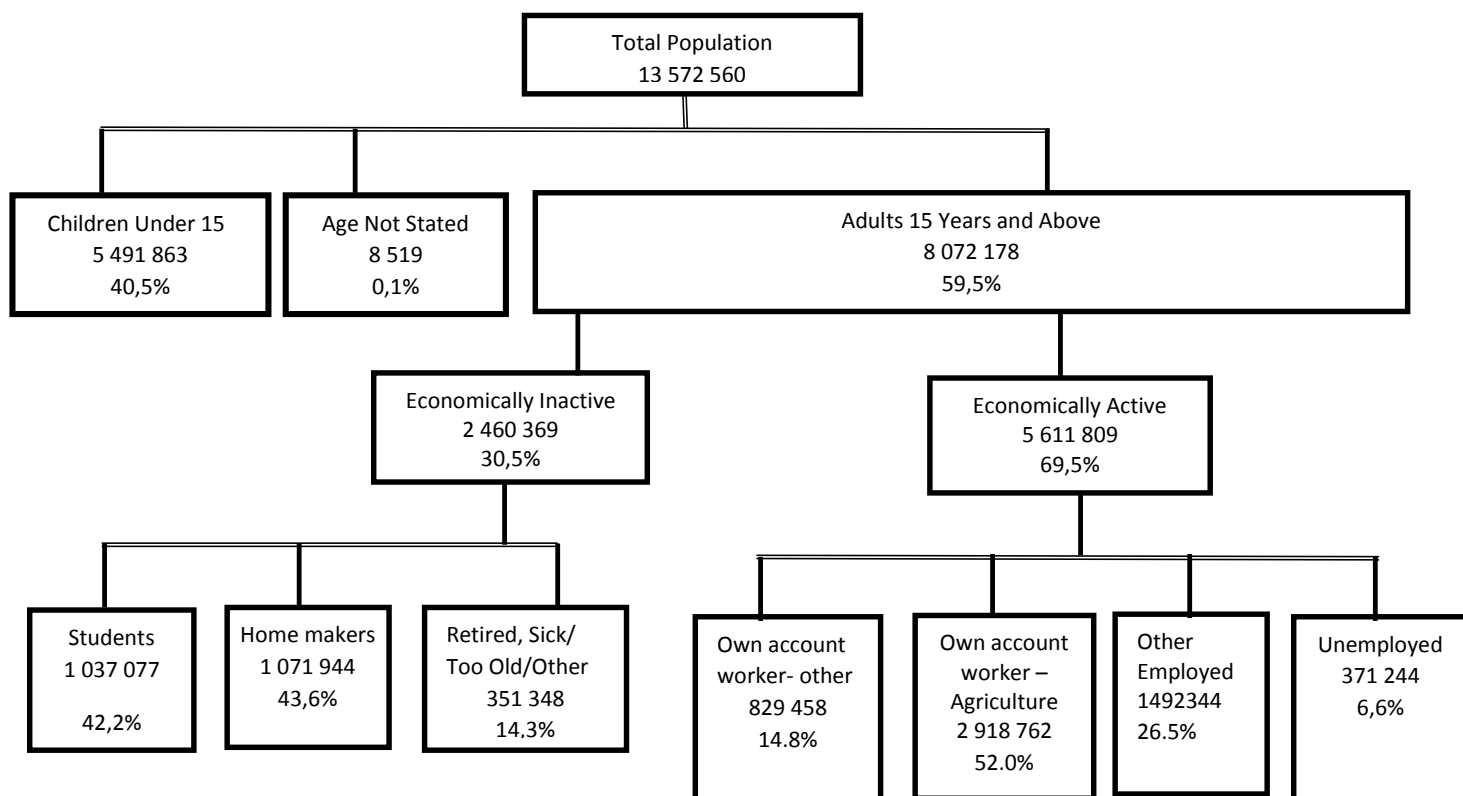 Total Population
13 572 560
Children Under 15
5 491 863
40,5%
Age Not Stated
8 519
0,1%
Adults 15 Years and Above
8 072 178
59,5%
Economically Inactive
2 460 369
30,5%
Economically Active
5 611 809
69,5%
Students
1 037 077
42,2%
Home makers
1 071 944
43,6%
Retired, Sick/
Too Old/Other
351 348
14,3%
Own account
worker- other
829 458
14.8%
Own account
worker –
Agriculture
2 918 762
52.0%
Other
Employed
1492344
26.5%
Unemployed
371 244
6,6%